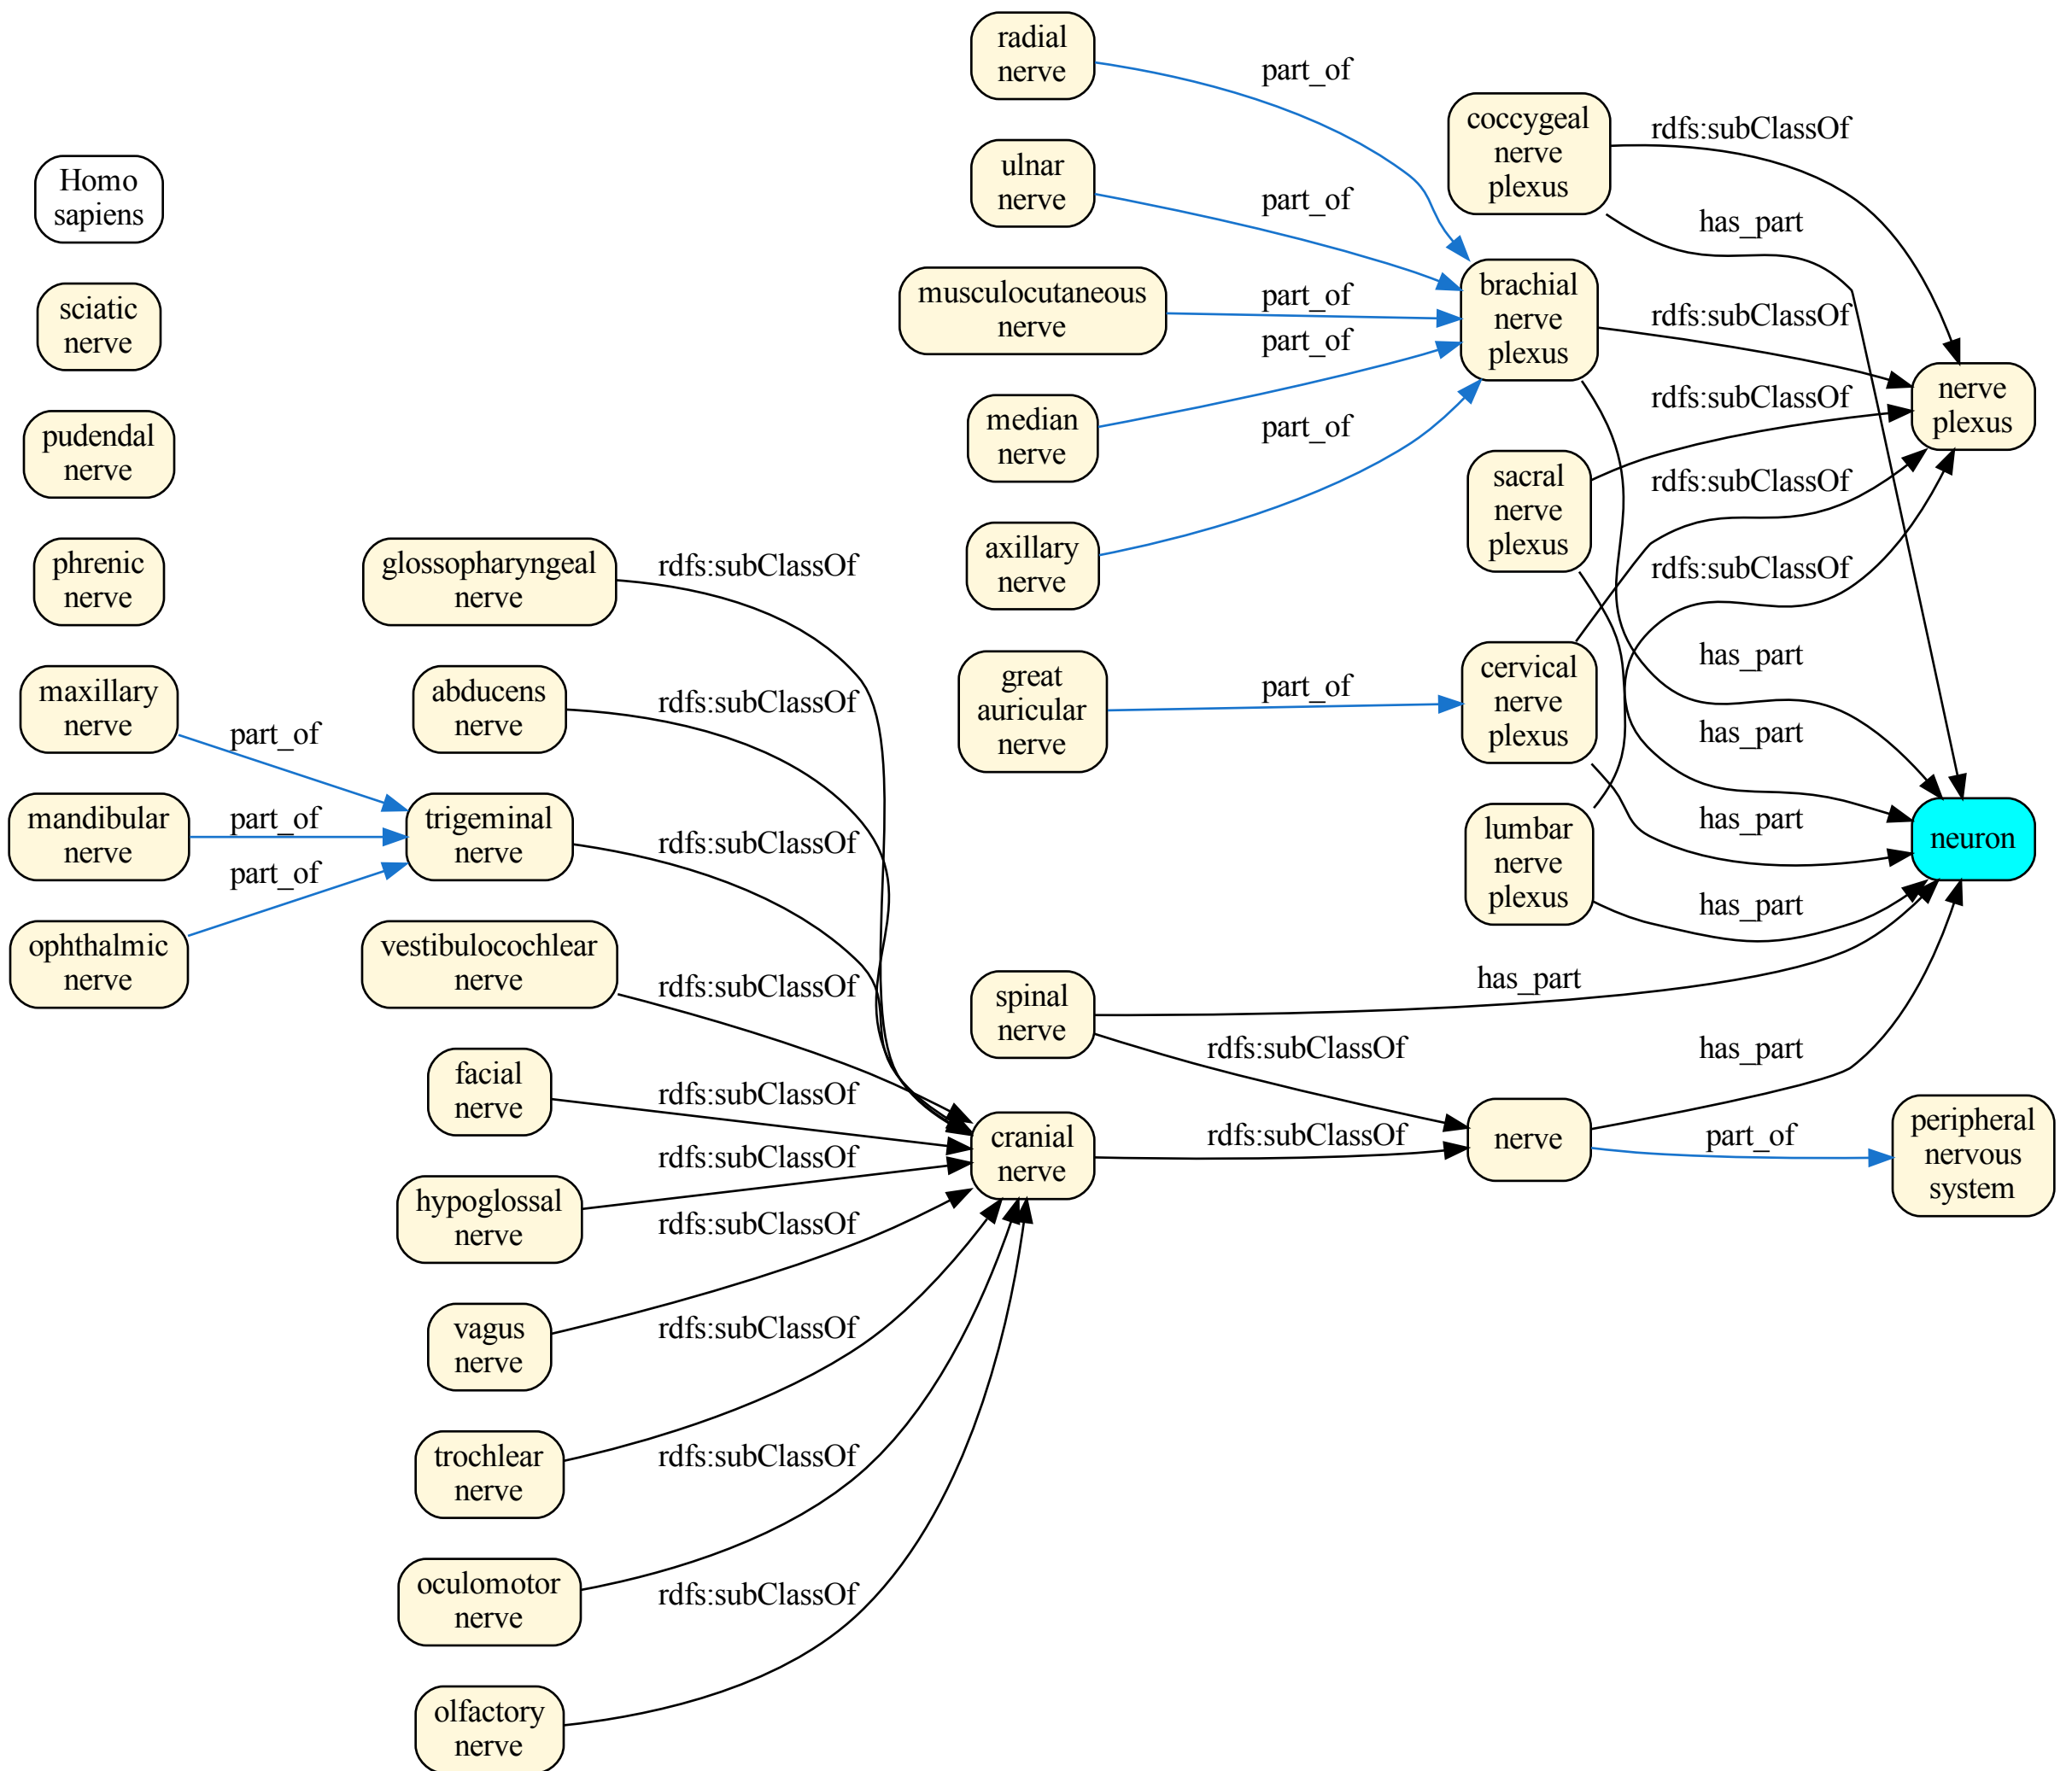 Homo
sapiens
sciatic
nerve
pudendal
nerve
phrenic
nerve
maxillary
nerve
mandibular
nerve
ophthalmic
nerve
part_of
part_of
part_of
glossopharyngeal
nerve
abducens
nerve
trigeminal
nerve
vestibulocochlear
nerve
facial
nerve
hypoglossal
nerve
vagus
nerve
trochlear
nerve
oculomotor
nerve
olfactory
nerve
rdfs:subClassOf
rdfs:subClassOf
rdfs:subClassOf
rdfs:subClassOf
rdfs:subClassOf
rdfs:subClassOf
rdfs:subClassOf
rdfs:subClassOf
rdfs:subClassOf
rdfs:subClassOf
radial
nerve
ulnar
nerve
musculocutaneous
nerve
median
nerve
axillary
nerve
great
auricular
nerve
spinal
nerve
cranial
nerve
part_of
part_of
part_of
part_of
part_of
part_of
has_part
rdfs:subClassOf
rdfs:subClassOf
coccygeal
nerve
plexus
brachial
nerve
plexus
sacral
nerve
plexus
cervical
nerve
plexus
lumbar
nerve
plexus
nerve
rdfs:subClassOf
has_part
rdfs:subClassOf
rdfs:subClassOf
rdfs:subClassOf
rdfs:subClassOf
has_part
has_part
has_part
has_part
has_part
part_of
nerve
plexus
neuron
peripheral
nervous
system